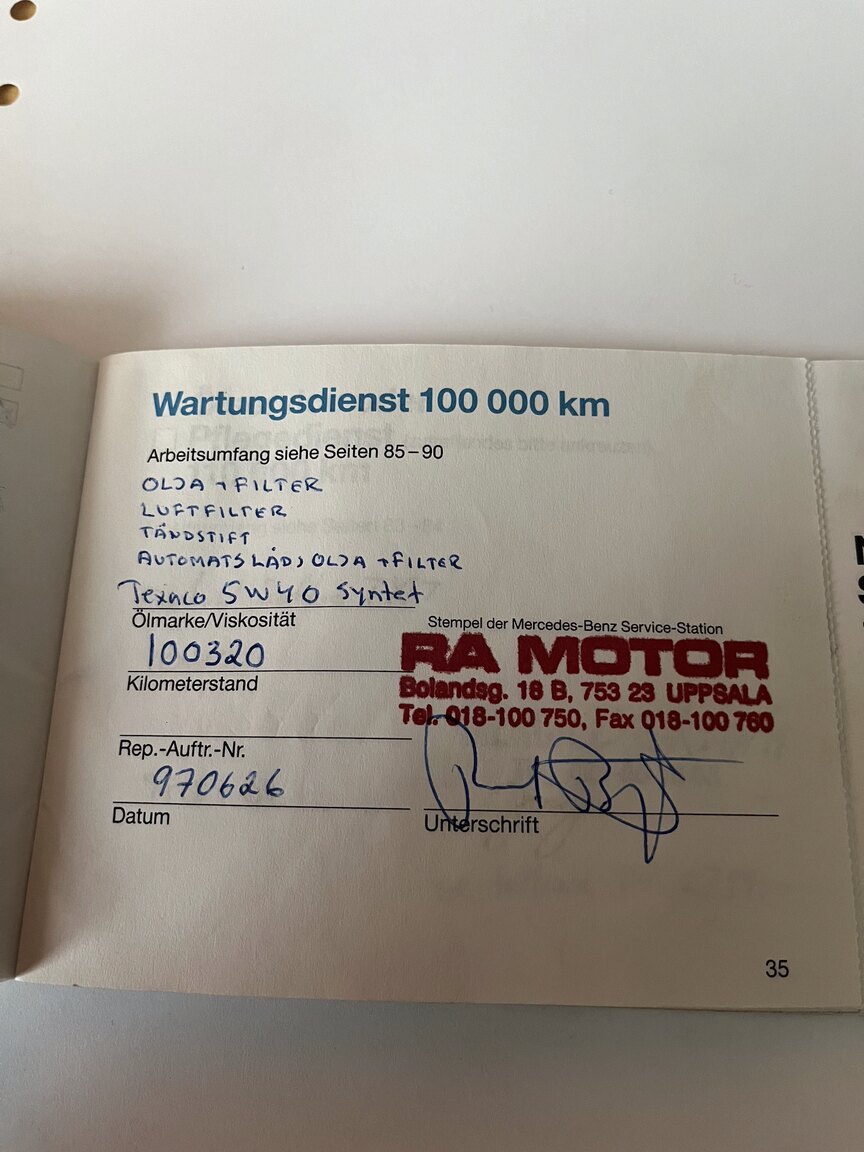 Wartungsdienst 100 000 km
Arbeitsumfang siehe Seiten 85–90
OLJA + FILTER
LUFTFILTER
TÄNDSTIFT
AUTOMATSLÅD, OLJA + FILTER
Texaco 5W40 Syntet
Ölmarke/Viskosität
100320
Kilometerstand
Rep.-Auftr.-Nr.
970626
Datum
Stempel der Mercedes-Benz Service-Station
RA MOTOR
Bolandsg. 18 B, 753 23 UPPSALA
Tel. 018-100 750, Fax 018-100 760
Unterschrift
35